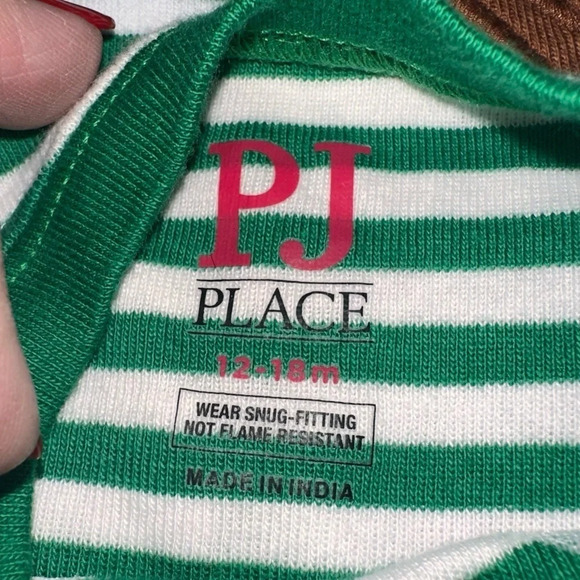 PJ
PLACE
12-18m
WEAR SNUG-FITTING
NOT FLAME RESISTANT
MADE IN INDIA